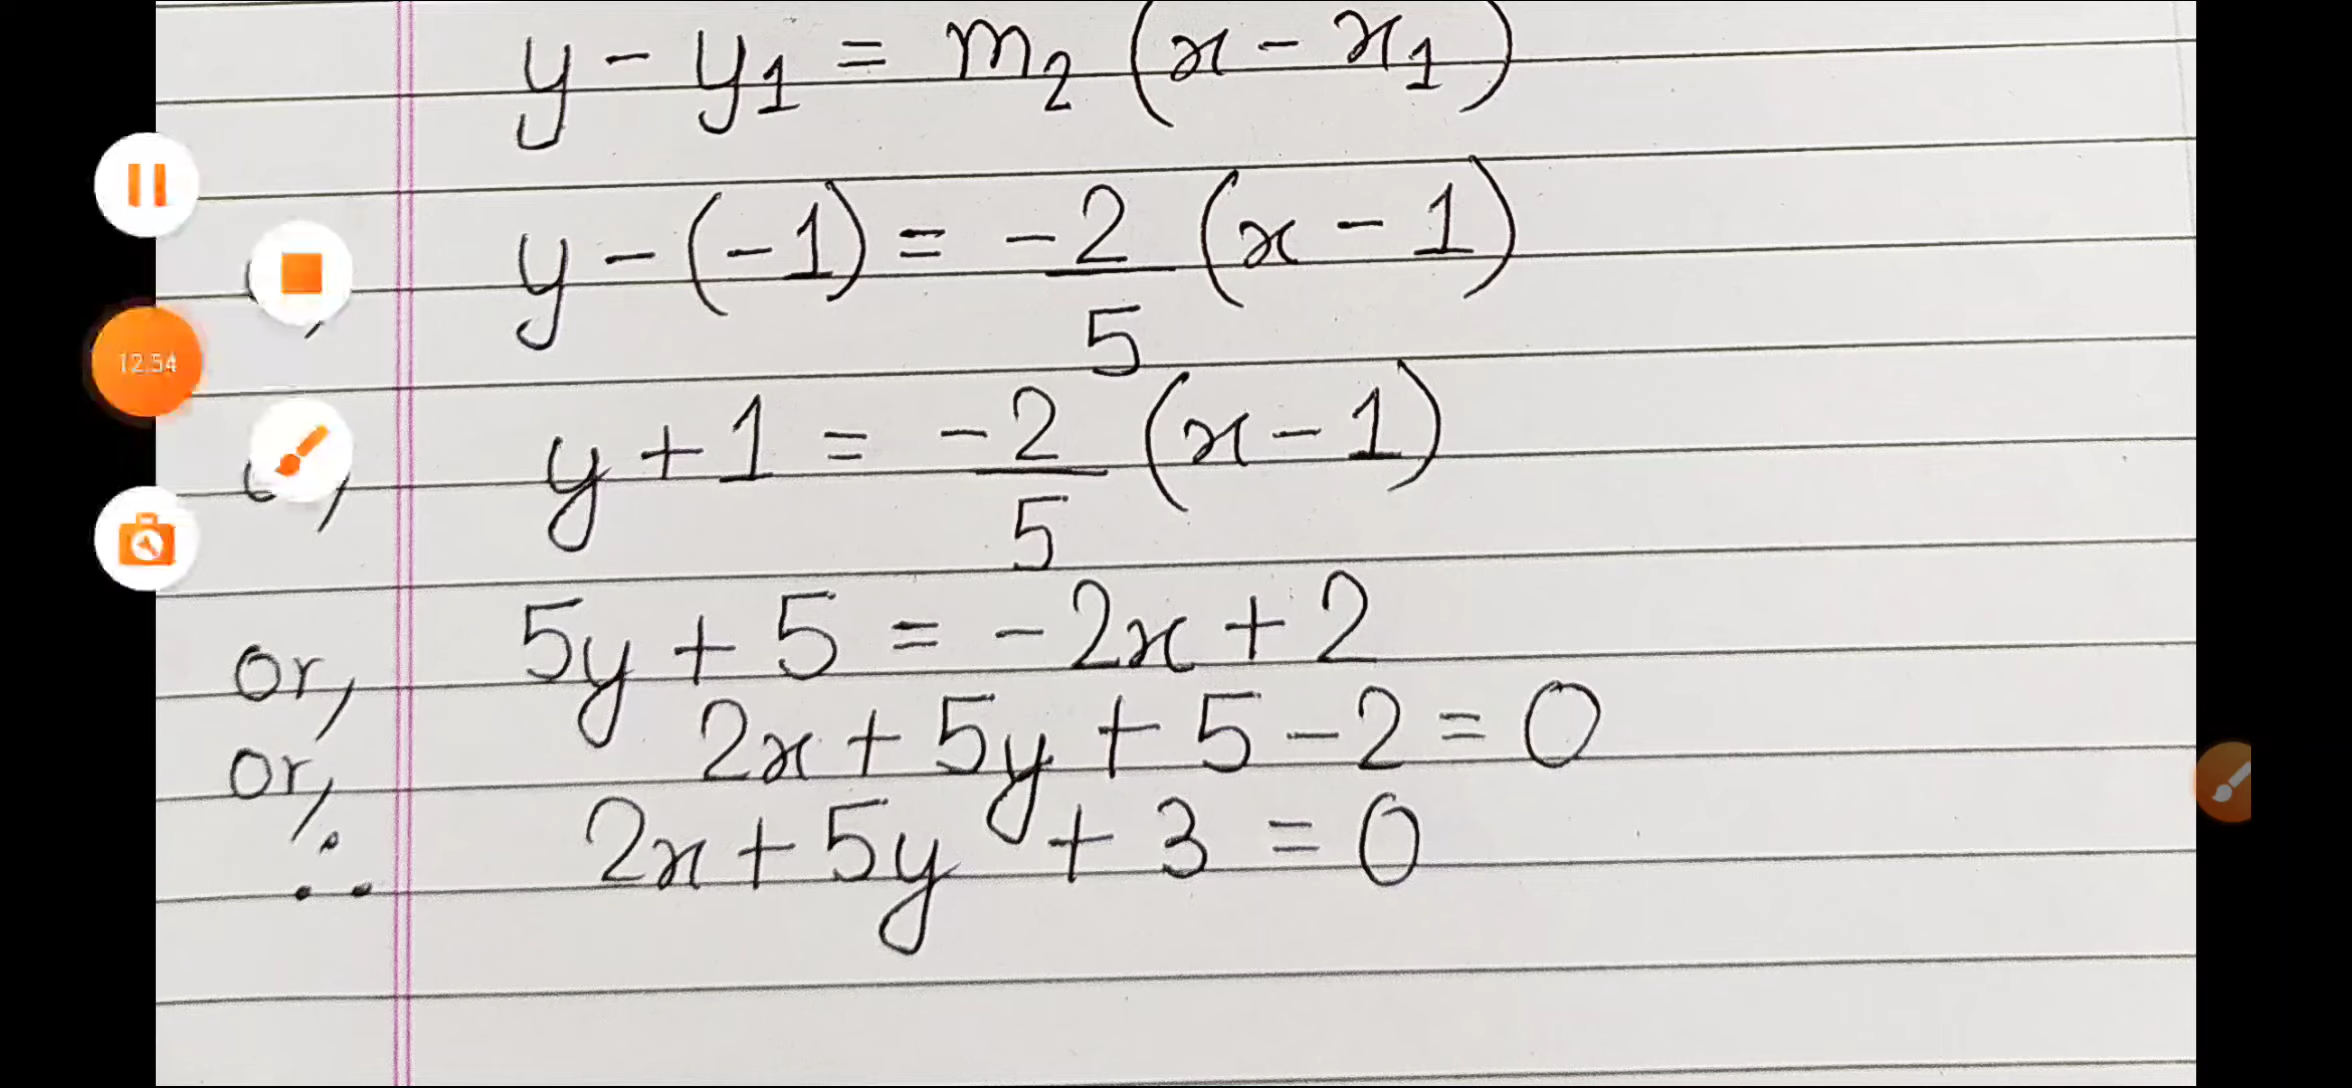 y - y₁ = m₂ (x - x₁)
y - (-1) = -2/5 (x - 1)
y + 1 = -2/5 (x - 1)
or, 5y + 5 = -2x + 2
or, 2x + 5y + 5 - 2 = 0
∴ 2x + 5y + 3 = 0
12:54